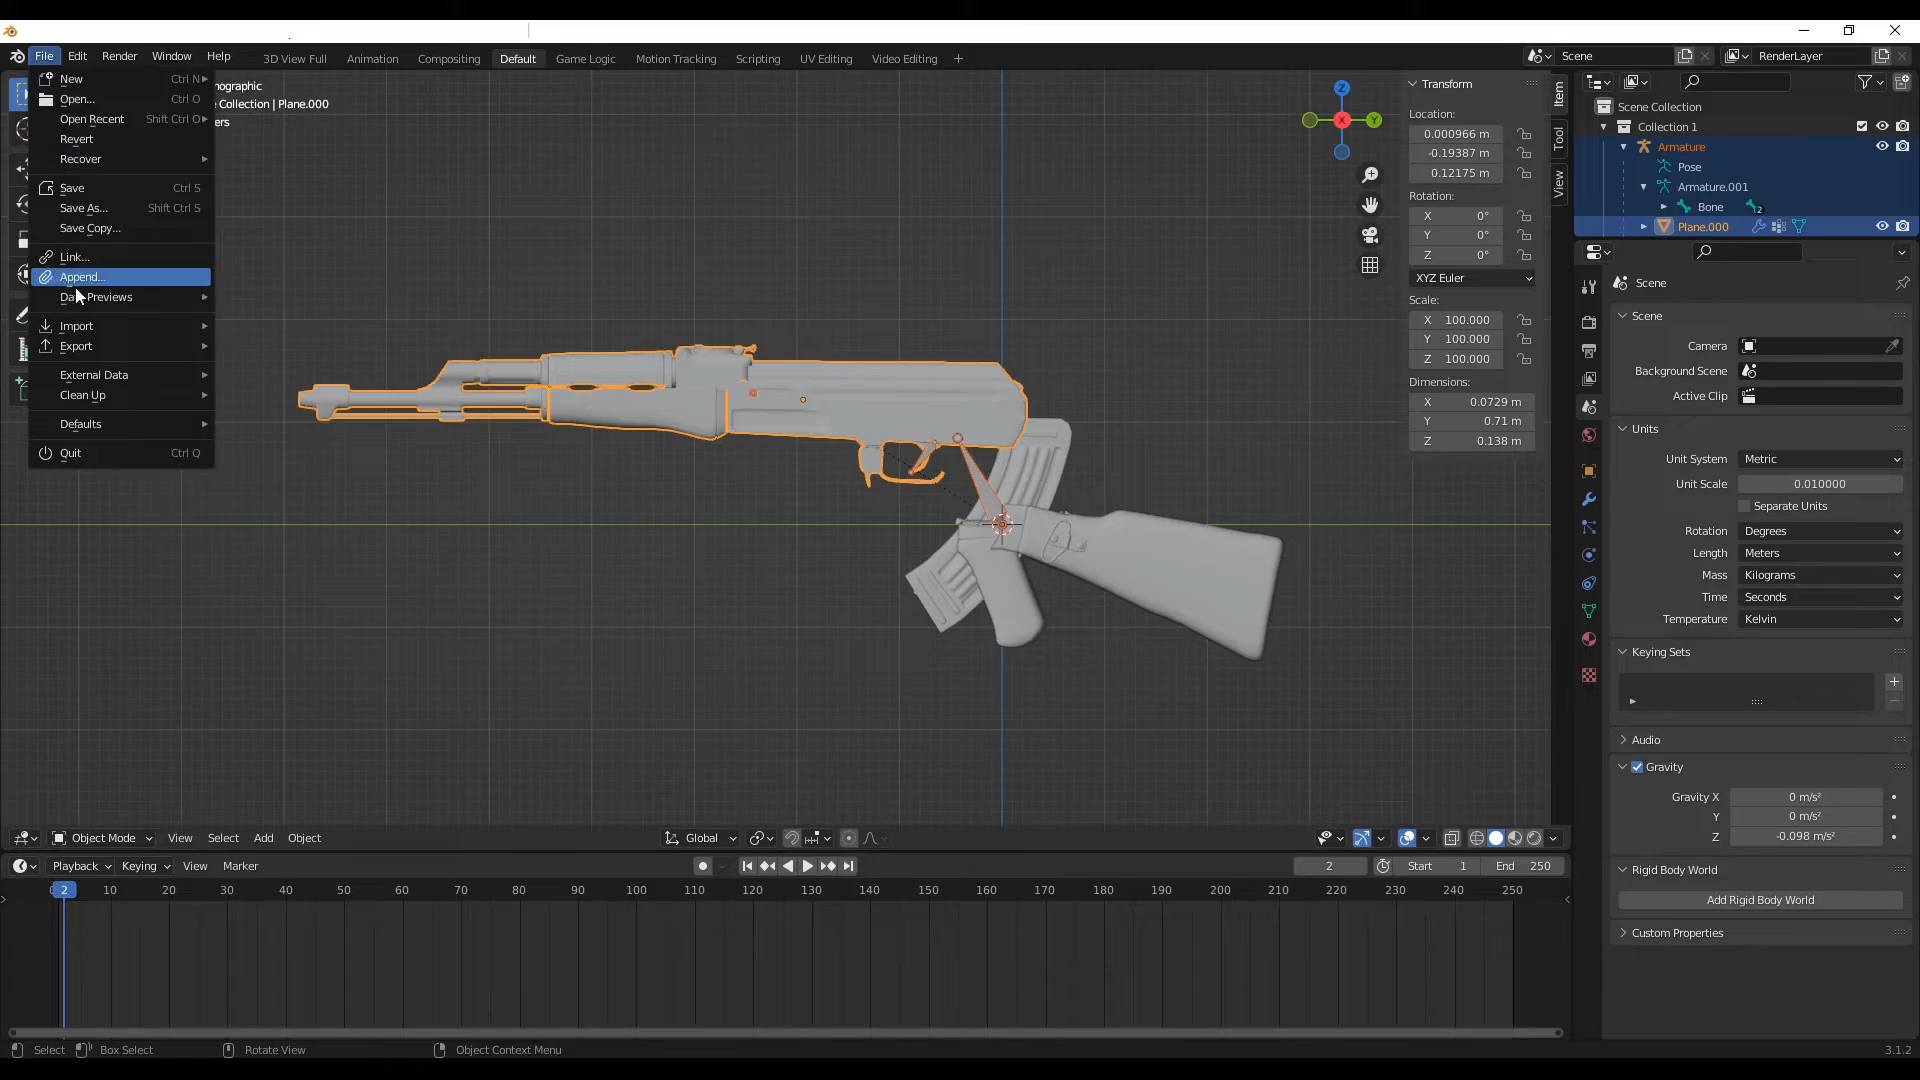 File Edit Render Window Help 3D View Full Animation Compositing Default Game Logic Motion Tracking Scripting UV Editing Video Editing + Scene RenderLayer
New Ctrl N
Open... Ctrl O
Open Recent Shift Ctrl O
Revert
Recover
Save Ctrl S
Save As... Shift Ctrl S
Save Copy...
Link...
Append...
Previews
Import
Export
External Data
Clean Up
Defaults
Quit Ctrl Q
nographic
Collection | Plane.000
ers
Z
X
Y
Transform
Location:
0.000966 m
-0.19387 m
0.12175 m
Rotation:
X 0°
Y 0°
Z 0°
XYZ Euler
Scale:
X 100.000
Y 100.000
Z 100.000
Dimensions:
X 0.0729 m
Y 0.71 m
Z 0.138 m
Item
Tool
View
Scene Collection
Collection 1
Armature
Pose
Armature.001
Bone 2
Plane.000
Scene
Scene
Camera
Background Scene
Active Clip
Units
Unit System Metric
Unit Scale 0.010000
Separate Units
Rotation Degrees
Length Meters
Mass Kilograms
Time Seconds
Temperature Kelvin
Keying Sets
Audio
Gravity
Gravity X 0 m/s²
Y 0 m/s²
Z -0.098 m/s²
Rigid Body World
Add Rigid Body World
Custom Properties
Object Mode View Select Add Object Global
Playback Keying View Marker 2 Start 1 End 250
2 10 20 30 40 50 60 70 80 90 100 110 120 130 140 150 160 170 180 190 200 210 220 230 240 250
Select Box Select Rotate View Object Context Menu 3.1.2